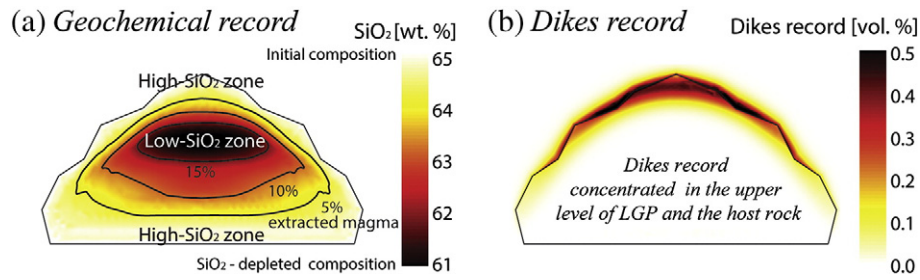 (a) Geochemical record
SiO2 [wt. %]
Initial composition
High-SiO2 zone
Low-SiO2 zone
15%
10%
5%
extracted magma
High-SiO2 zone
SiO2 - depleted composition
65
64
63
62
61
(b) Dikes record
Dikes record [vol. %]
0.5
0.4
0.3
0.2
0.1
0.0
Dikes record
concentrated in the upper
level of LGP and the host rock